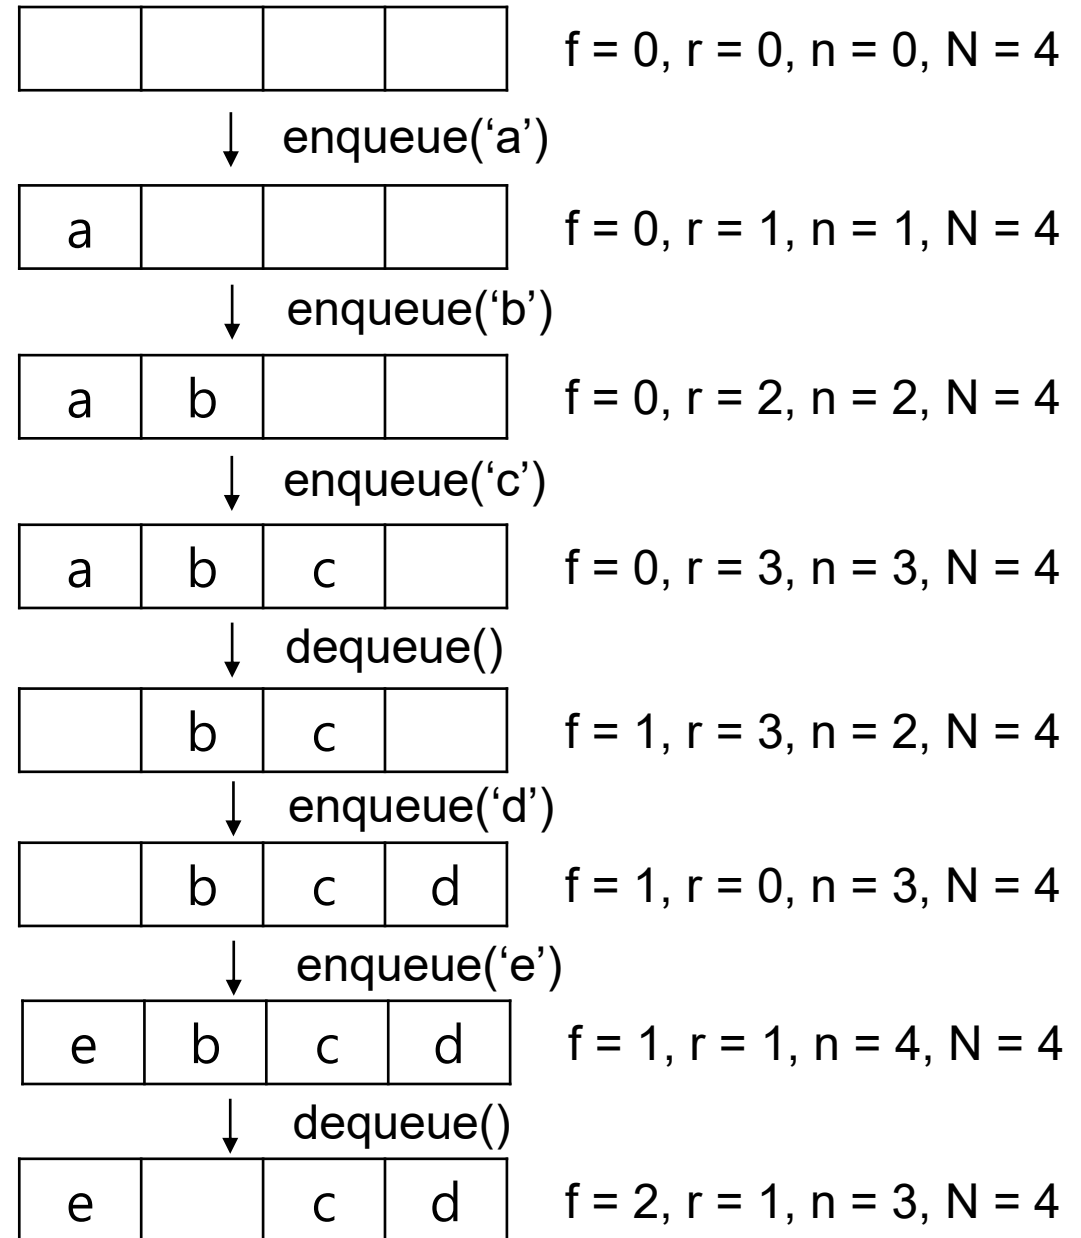 f = 0, r = 0, n = 0, N = 4
enqueue(‘a’)
a f = 0, r = 1, n = 1, N = 4
enqueue(‘b’)
a b f = 0, r = 2, n = 2, N = 4
enqueue(‘c’)
a b c f = 0, r = 3, n = 3, N = 4
dequeue()
b c f = 1, r = 3, n = 2, N = 4
enqueue(‘d’)
b c d f = 1, r = 0, n = 3, N = 4
enqueue(‘e’)
e b c d f = 1, r = 1, n = 4, N = 4
dequeue()
e c d f = 2, r = 1, n = 3, N = 4